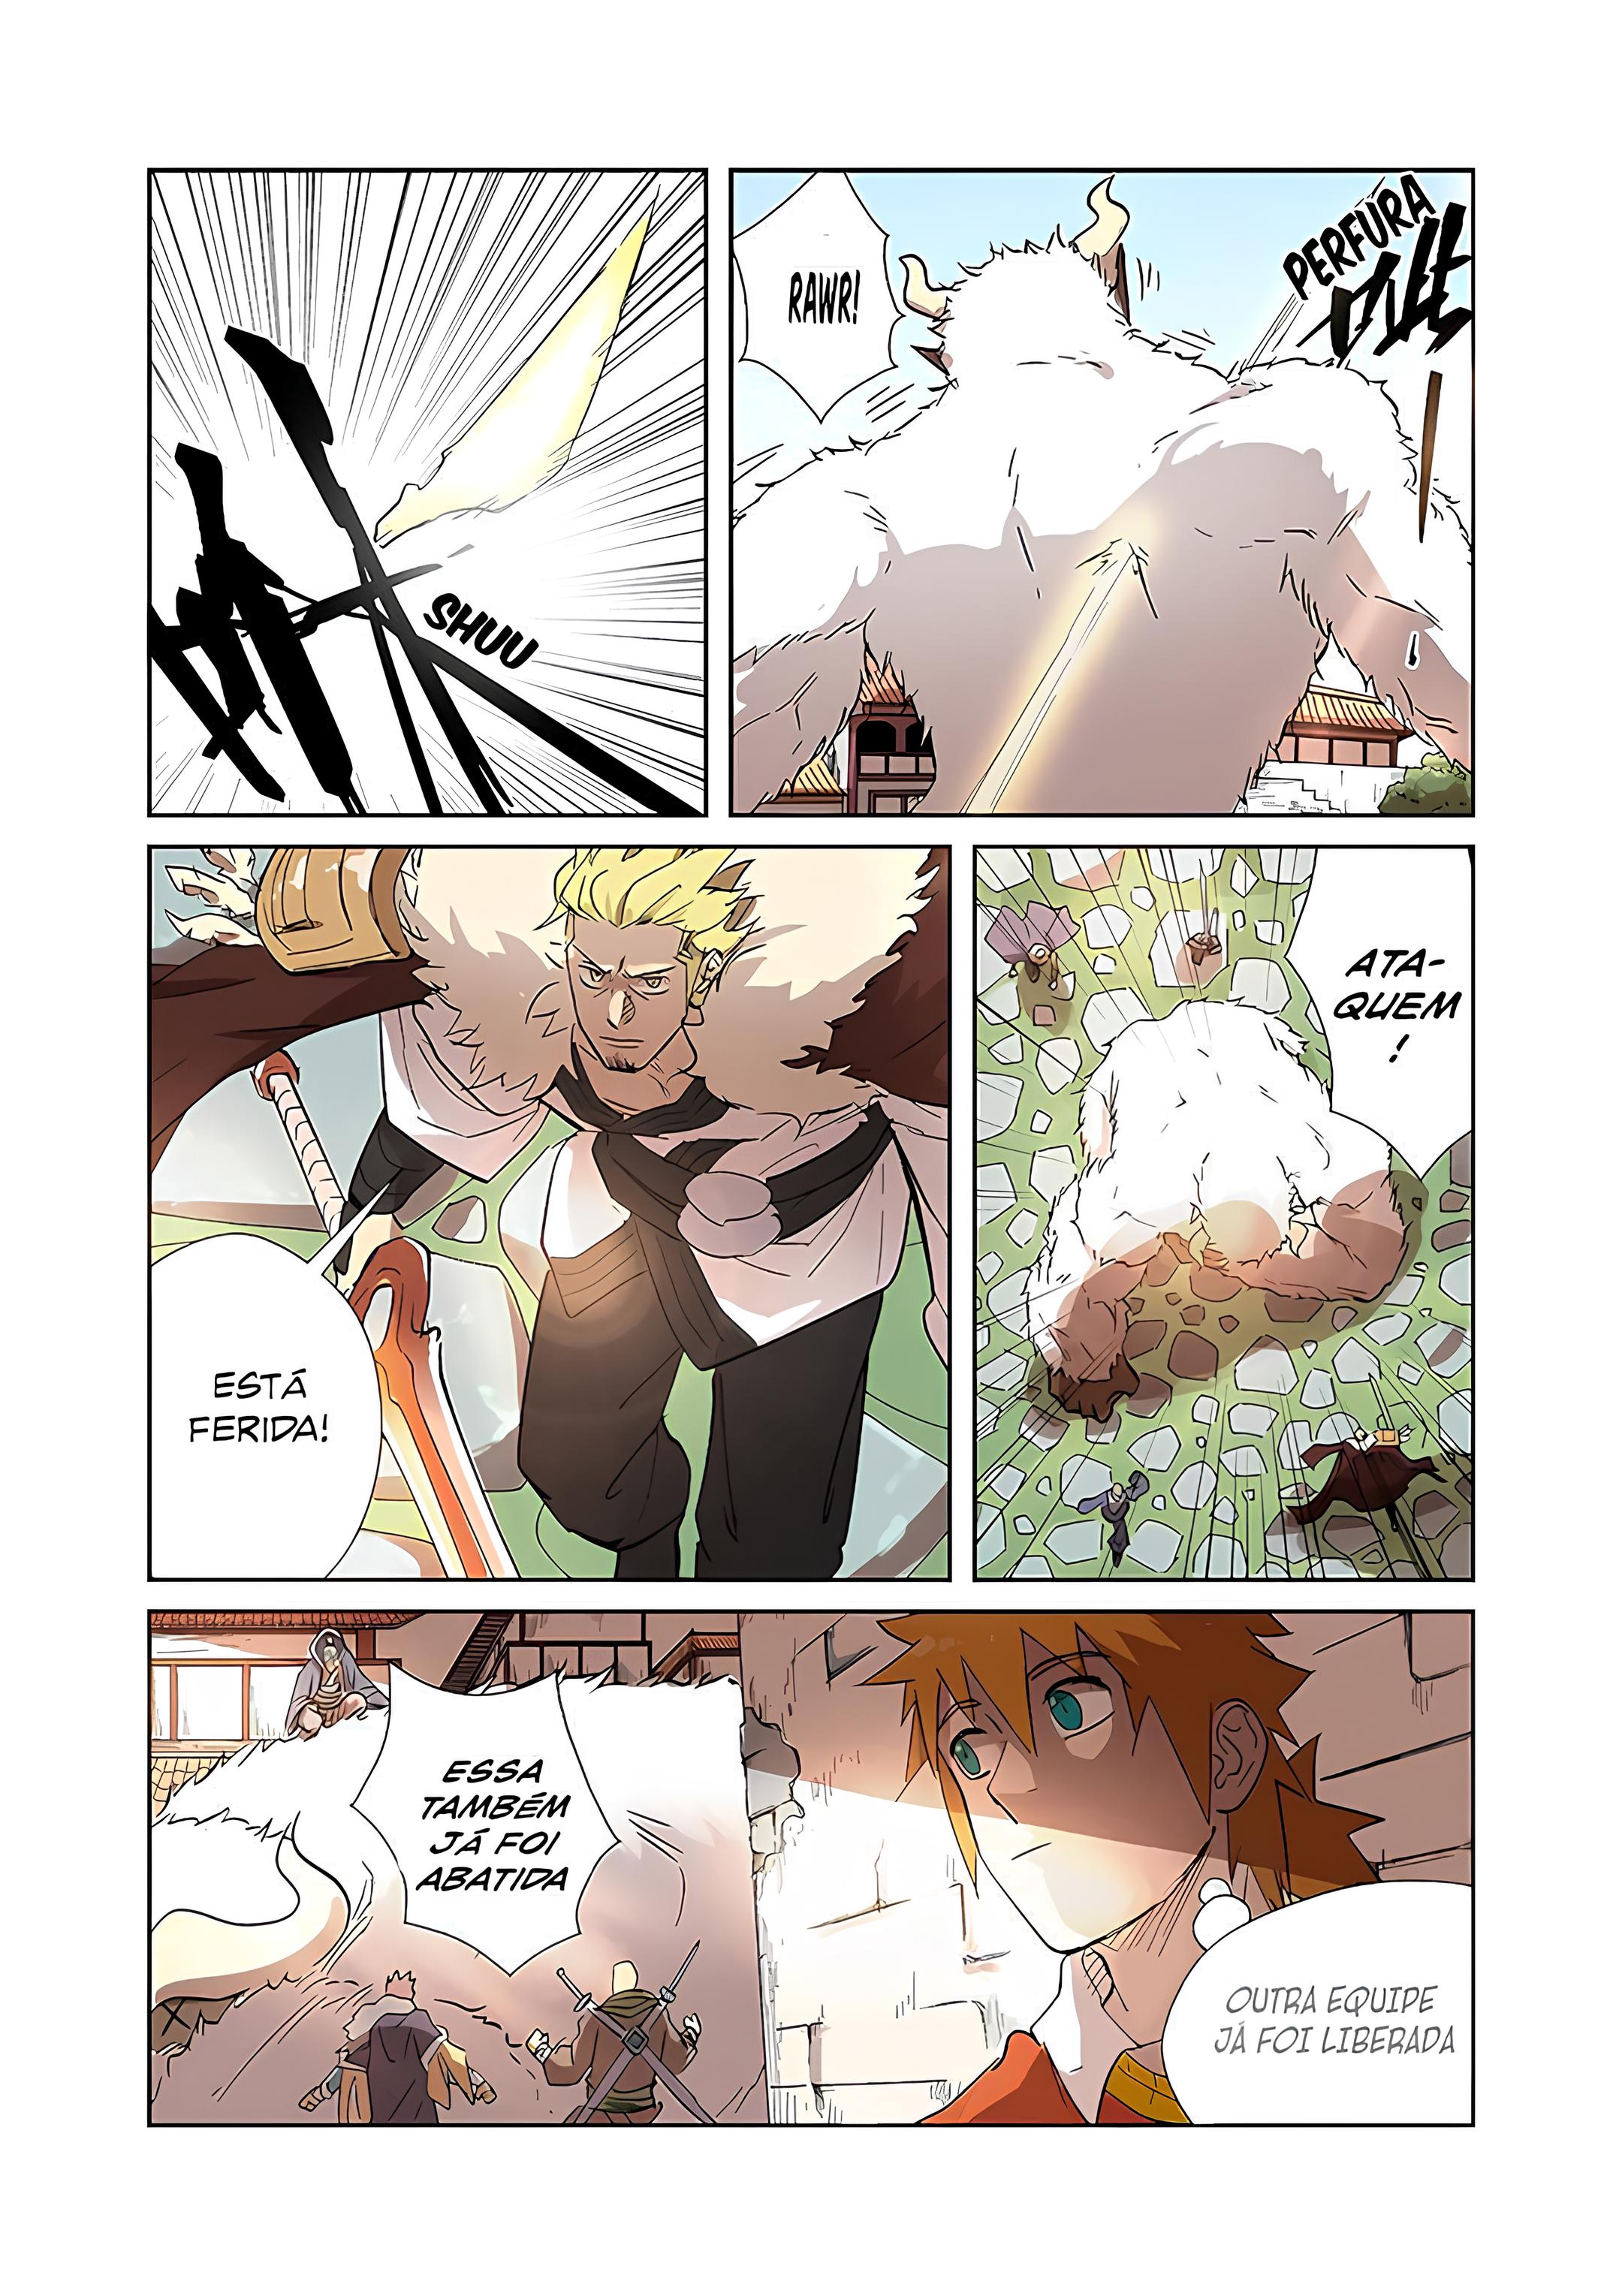 SHUU
RAWR!
PERFURA
ESTÁ
FERIDA!
ATA-
QUEM
!
ESSA
TAMBÉM
JÁ FOI
ABATIDA
OUTRA EQUIPE
JÁ FOI LIBERADA